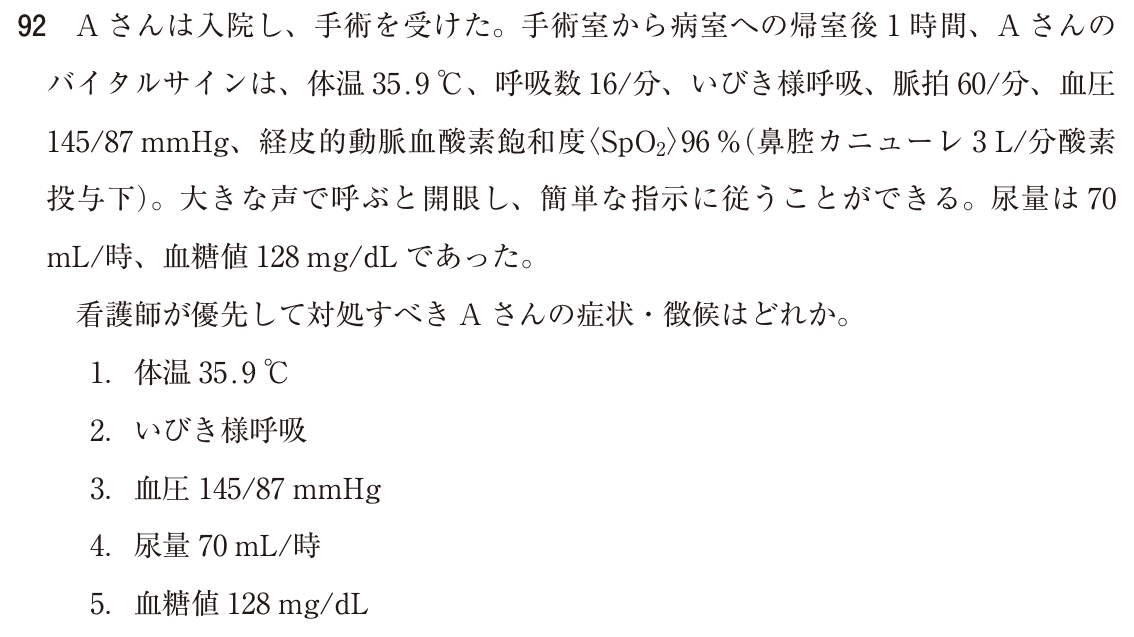 92 Aさんは入院し、手術を受けた。手術室から病室への帰室後1時間、Aさんの
バイタルサインは、体温35.9℃、呼吸数16/分、いびき様呼吸、脈拍60/分、血圧
145/87 mmHg、経皮的動脈血酸素飽和度〈SpO₂〉96%(鼻腔カニューレ3L/分酸素
投与下)。大きな声で呼ぶと開眼し、簡単な指示に従うことができる。尿量は70
mL/時、血糖値128 mg/dLであった。
看護師が優先して対処すべきAさんの症状・徴候はどれか。
1. 体温35.9℃
2. いびき様呼吸
3. 血圧145/87 mmHg
4. 尿量70 mL/時
5. 血糖値128 mg/dL